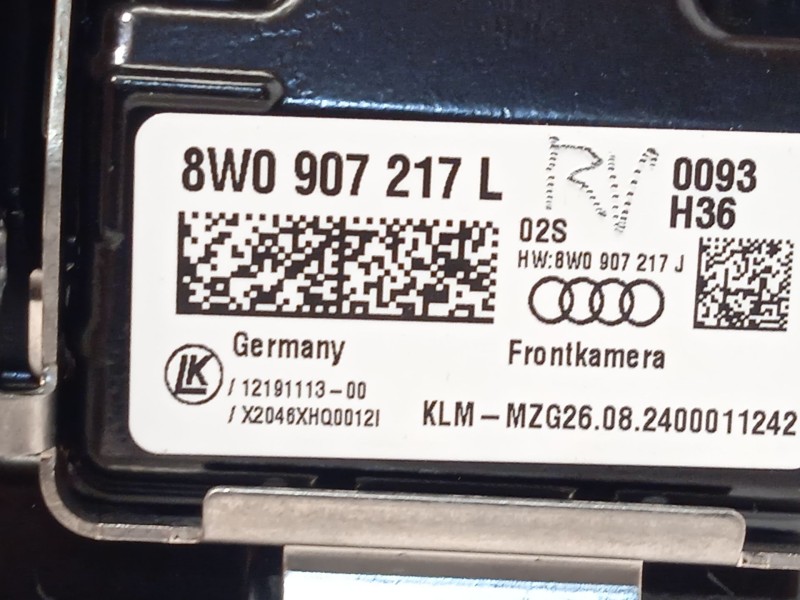 8W0 907 217 L
RV
0093
H36
02S
HW:8W0 907 217 J
Germany
Frontkamera
LK
/ 12191113-00
/ X2046XHQ0012I
KLM-MZG26.08.2400011242